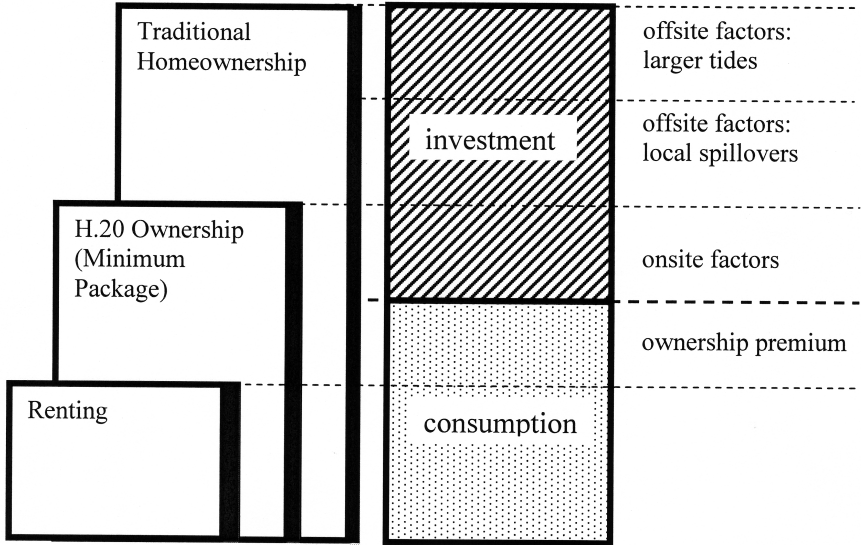 Traditional
Homeownership
H.20 Ownership
(Minimum
Package)
Renting
investment
consumption
offsite factors:
larger tides
offsite factors:
local spillovers
onsite factors
ownership premium